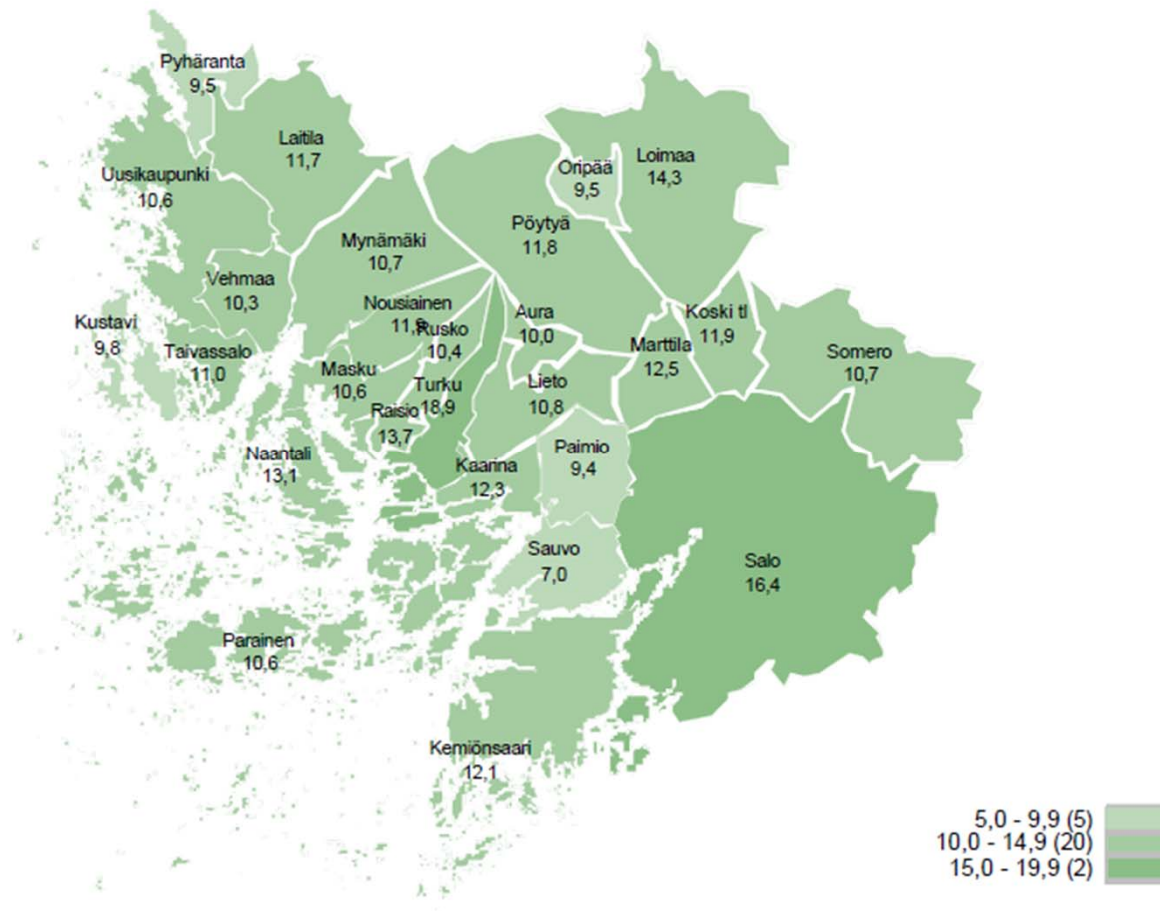 Pyhäranta
9,5
Laitila
11,7
Uusikaupunki
10,6
Oripää
9,5
Loimaa
14,3
Pöytyä
11,8
Mynämäki
10,7
Vehmaa
10,3
Kustavi
9,8
Taivassalo
11,0
Nousiainen
Rusko
10,4
Aura
10,0
Koski tl
11,9
Marttila
12,5
Somero
10,7
Masku
10,6
Turku
18,9
Lieto
10,8
Raisio
13,7
Naantali
13,1
Kaarina
12,3
Paimio
9,4
Sauvo
7,0
Salo
16,4
Parainen
10,6
Kemiönsaari
12,1
5,0 - 9,9 (5)
10,0 - 14,9 (20)
15,0 - 19,9 (2)